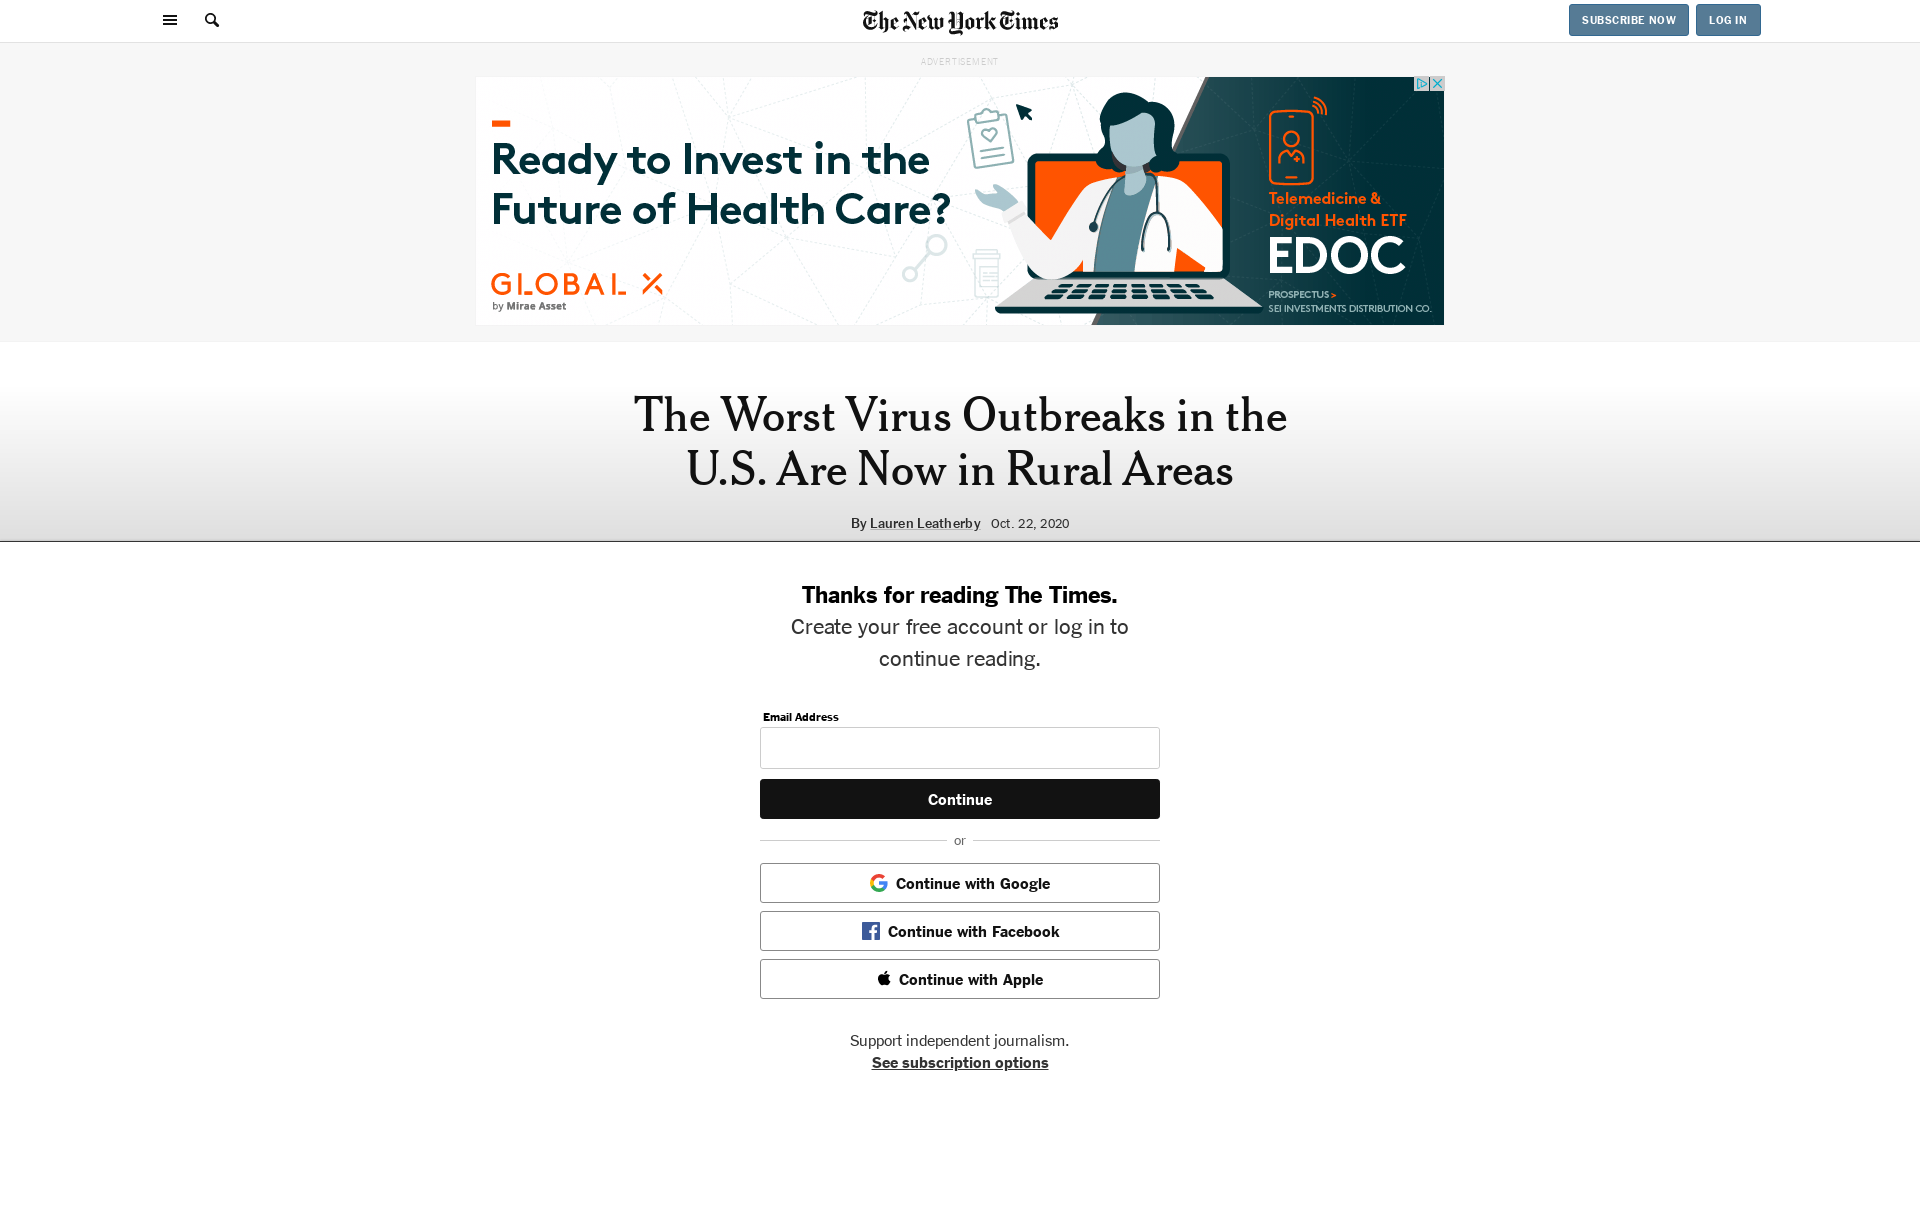 The New York Times
SUBSCRIBE NOW
LOG IN
ADVERTISEMENT
Ready to Invest in the
Future of Health Care?
GLOBAL X
by Mirae Asset
Telemedicine &
Digital Health ETF
EDOC
PROSPECTUS >
SEI INVESTMENTS DISTRIBUTION CO.
The Worst Virus Outbreaks in the
U.S. Are Now in Rural Areas
By Lauren Leatherby Oct. 22, 2020
Thanks for reading The Times.
Create your free account or log in to
continue reading.
Email Address
Continue
or
Continue with Google
Continue with Facebook
Continue with Apple
Support independent journalism.
See subscription options